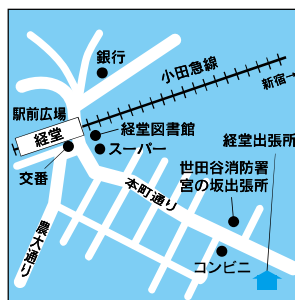 銀行
小田急線
新宿→
駅前広場
経堂
経堂図書館
スーパー
経堂出張所
交番
世田谷消防署
宮の坂出張所
本町通り
農大通り
コンビニ